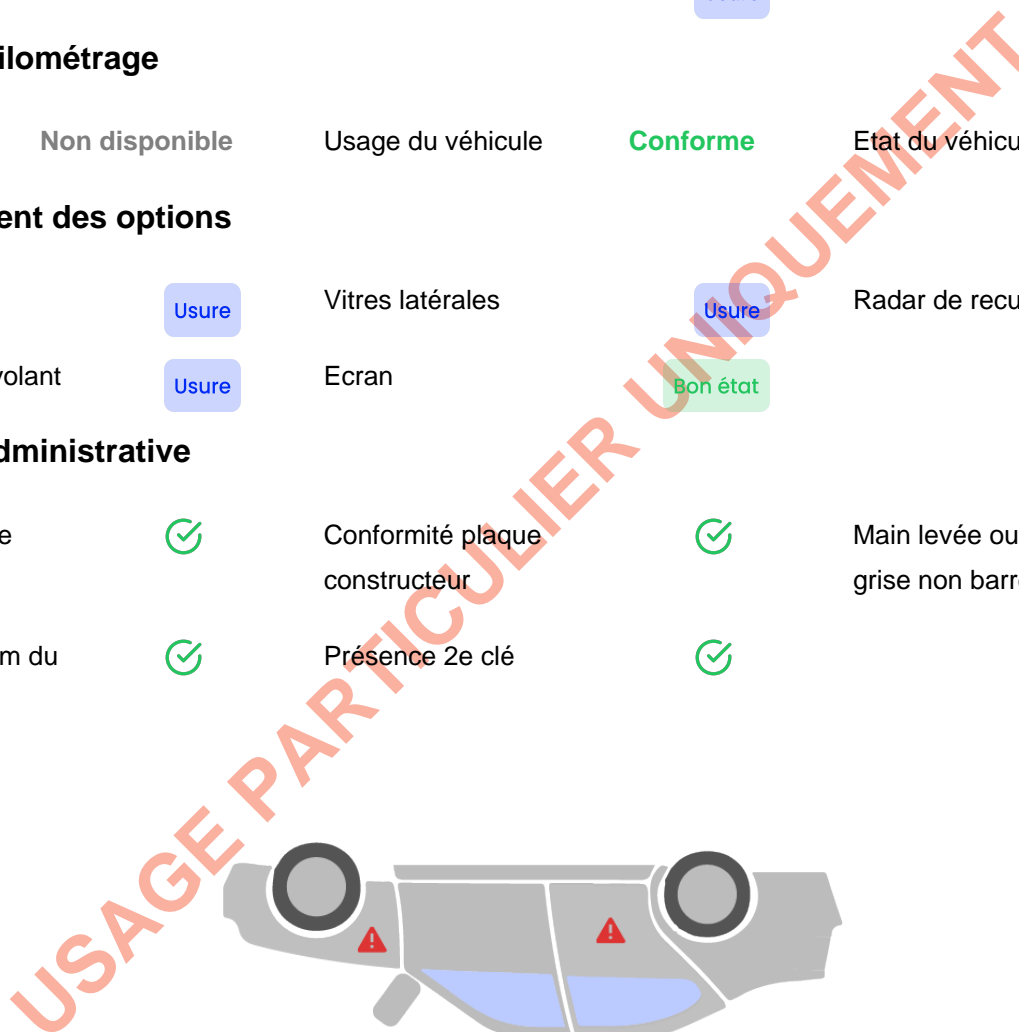 ilométrage
Non disponible
Usage du véhicule
Conforme
Etat du véhicu
ent des options
Usure
Vitres latérales
Usure
Radar de recu
volant
Usure
Ecran
Bon état
dministrative
e
Conformité plaque
constructeur
Main levée ou
grise non barr
m du
Présence 2e clé
USAGE PARTICULIER UNIQUEMENT